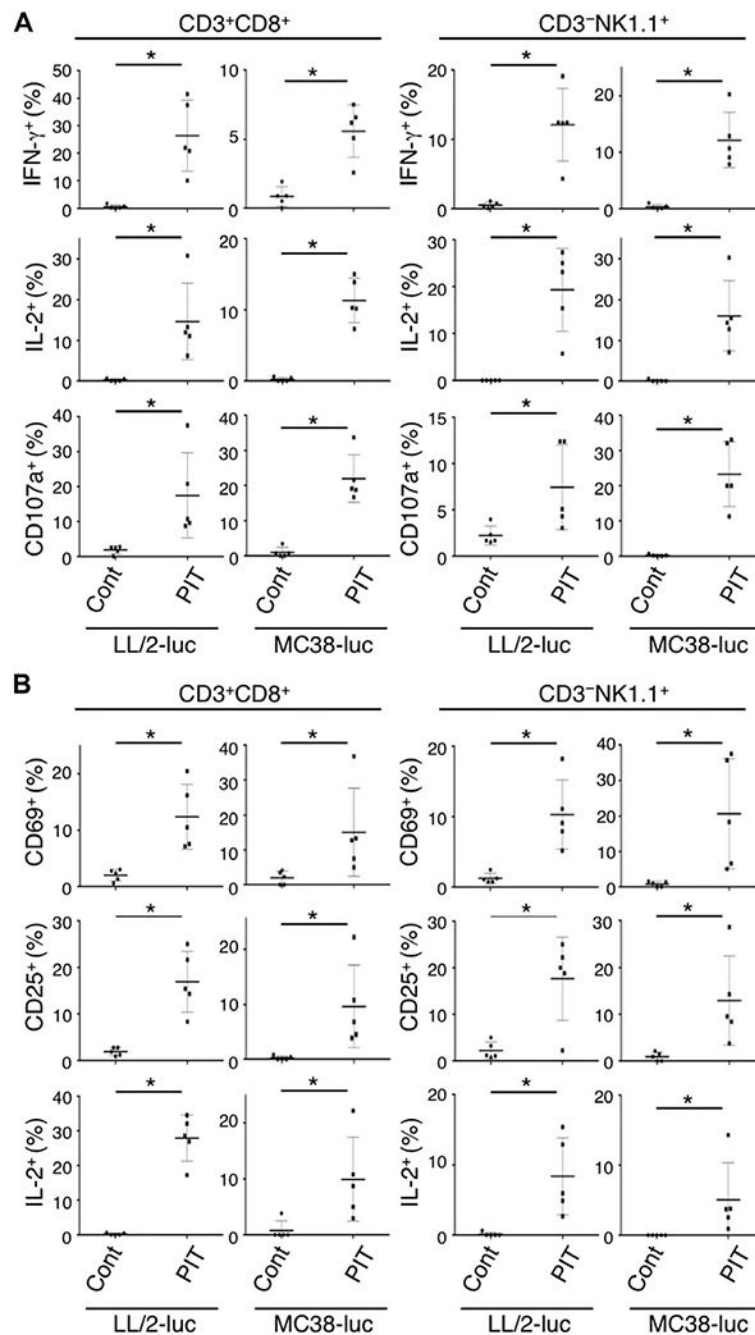 A
CD3⁺CD8⁺ CD3⁻NK1.1⁺
* * * *
IFN-γ⁺ (%) 50 40 30 20 10 0 10 5 0 IFN-γ⁺ (%) 20 10 0 20 10 0
* * * *
IL-2⁺ (%) 30 20 10 0 20 10 0 IL-2⁺ (%) 30 20 10 0 30 20 10 0
* * * *
CD107a⁺ (%) 40 30 20 10 0 40 30 20 10 0 CD107a⁺ (%) 15 10 5 0 40 30 20 10 0
Cont PIT Cont PIT Cont PIT Cont PIT
LL/2-luc MC38-luc LL/2-luc MC38-luc
B
CD3⁺CD8⁺ CD3⁻NK1.1⁺
* * * *
CD69⁺ (%) 20 10 0 40 30 20 10 0 CD69⁺ (%) 20 10 0 40 30 20 10 0
* * * *
CD25⁺ (%) 30 20 10 0 20 10 0 CD25⁺ (%) 30 20 10 0 30 20 10 0
* * * *
IL-2⁺ (%) 40 30 20 10 0 20 10 0 IL-2⁺ (%) 20 10 0 20 10 0
Cont PIT Cont PIT Cont PIT Cont PIT
LL/2-luc MC38-luc LL/2-luc MC38-luc